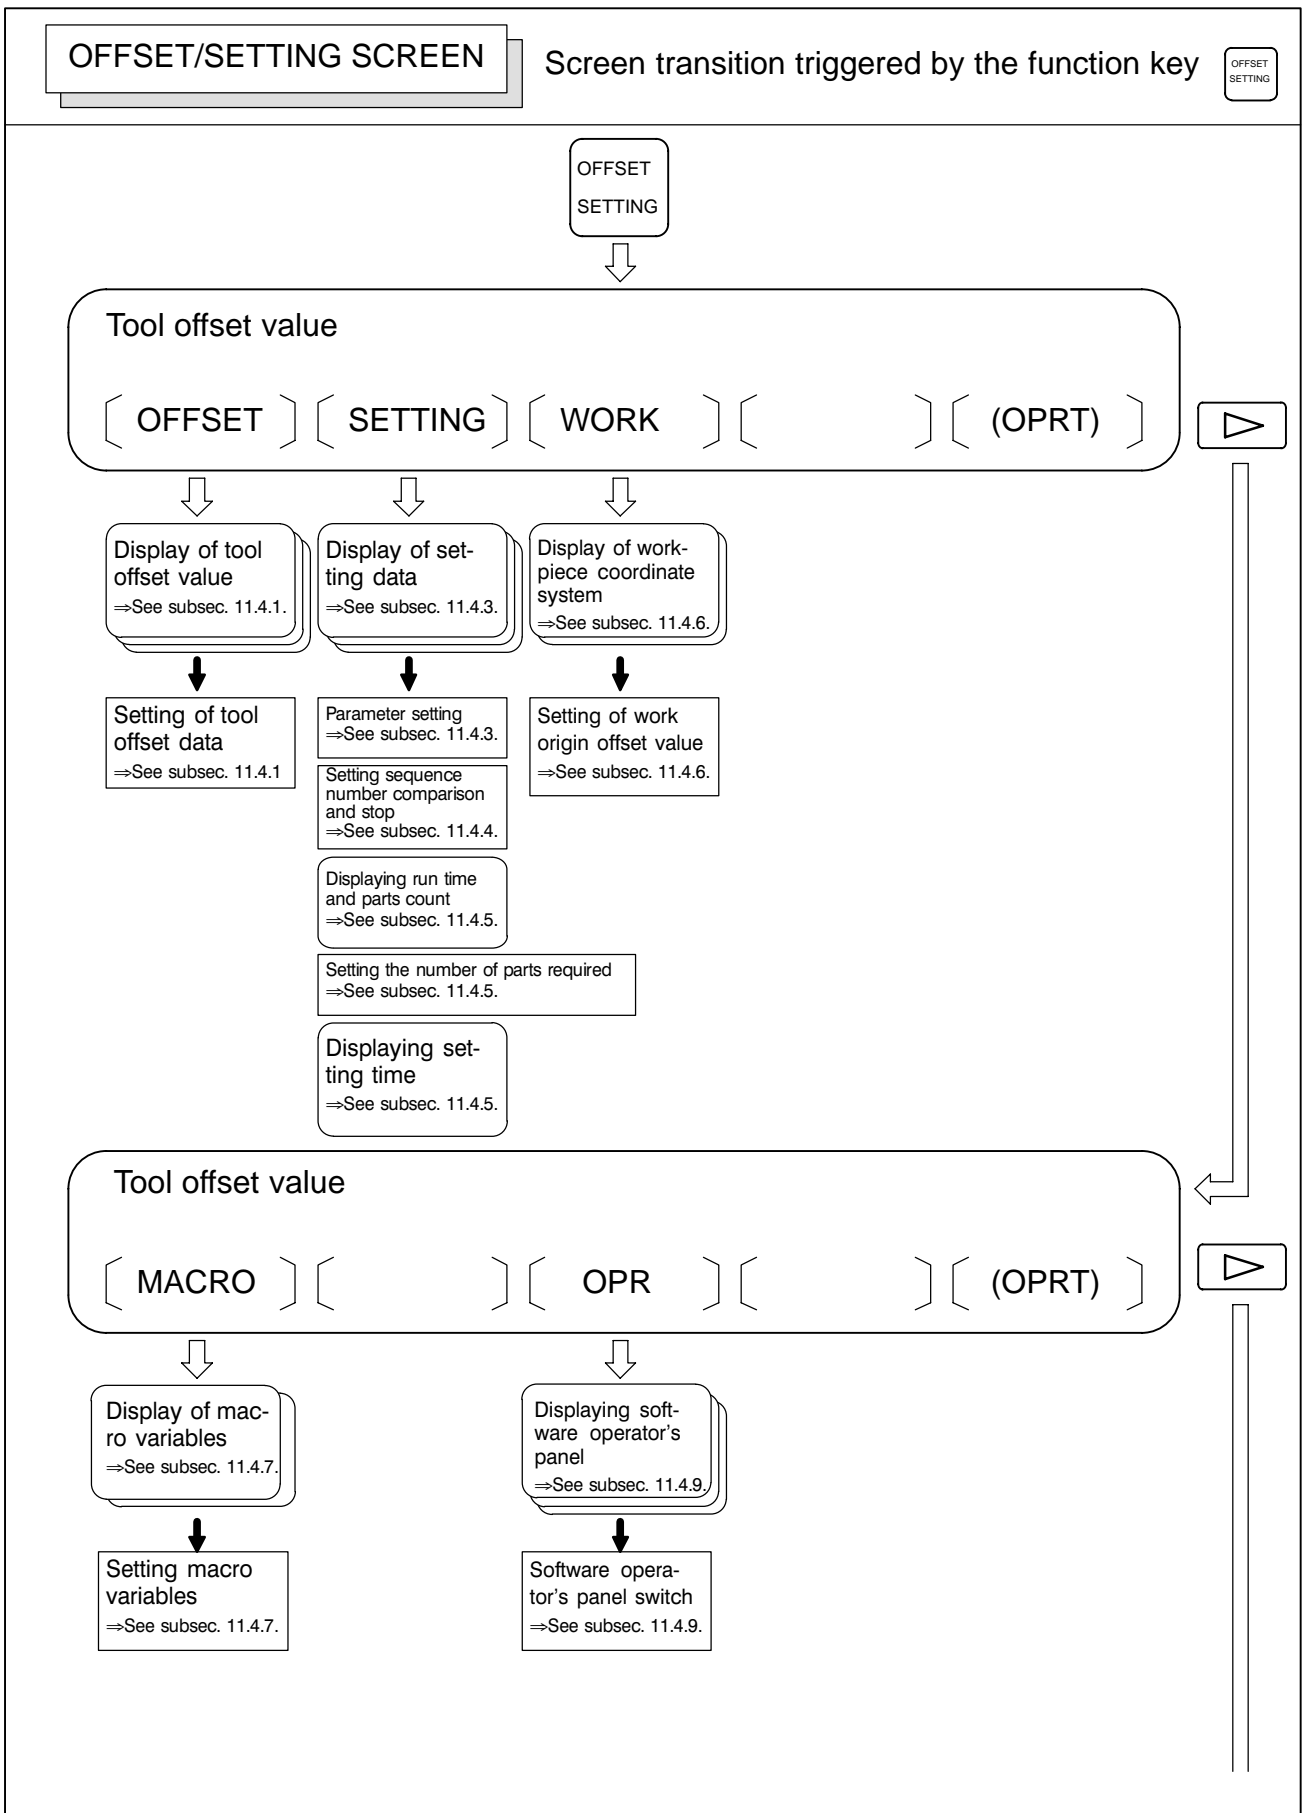 OFFSET/SETTING SCREEN
Screen transition triggered by the function key
OFFSET
SETTING
OFFSET
SETTING
Tool offset value
OFFSET
SETTING
WORK
(OPRT)
Display of tool
offset value
⇒See subsec. 11.4.1.
Display of set-
ting data
⇒See subsec. 11.4.3.
Display of work-
piece coordinate
system
⇒See subsec. 11.4.6.
Setting of tool
offset data
⇒See subsec. 11.4.1
Parameter setting
⇒See subsec. 11.4.3.
Setting of work
origin offset value
⇒See subsec. 11.4.6.
Setting sequence
number comparison
and stop
⇒See subsec. 11.4.4.
Displaying run time
and parts count
⇒See subsec. 11.4.5.
Setting the number of parts required
⇒See subsec. 11.4.5.
Displaying set-
ting time
⇒See subsec. 11.4.5.
Tool offset value
MACRO
OPR
(OPRT)
Display of mac-
ro variables
⇒See subsec. 11.4.7.
Displaying soft-
ware operator's
panel
⇒See subsec. 11.4.9.
Setting macro
variables
⇒See subsec. 11.4.7.
Software opera-
tor's panel switch
⇒See subsec. 11.4.9.